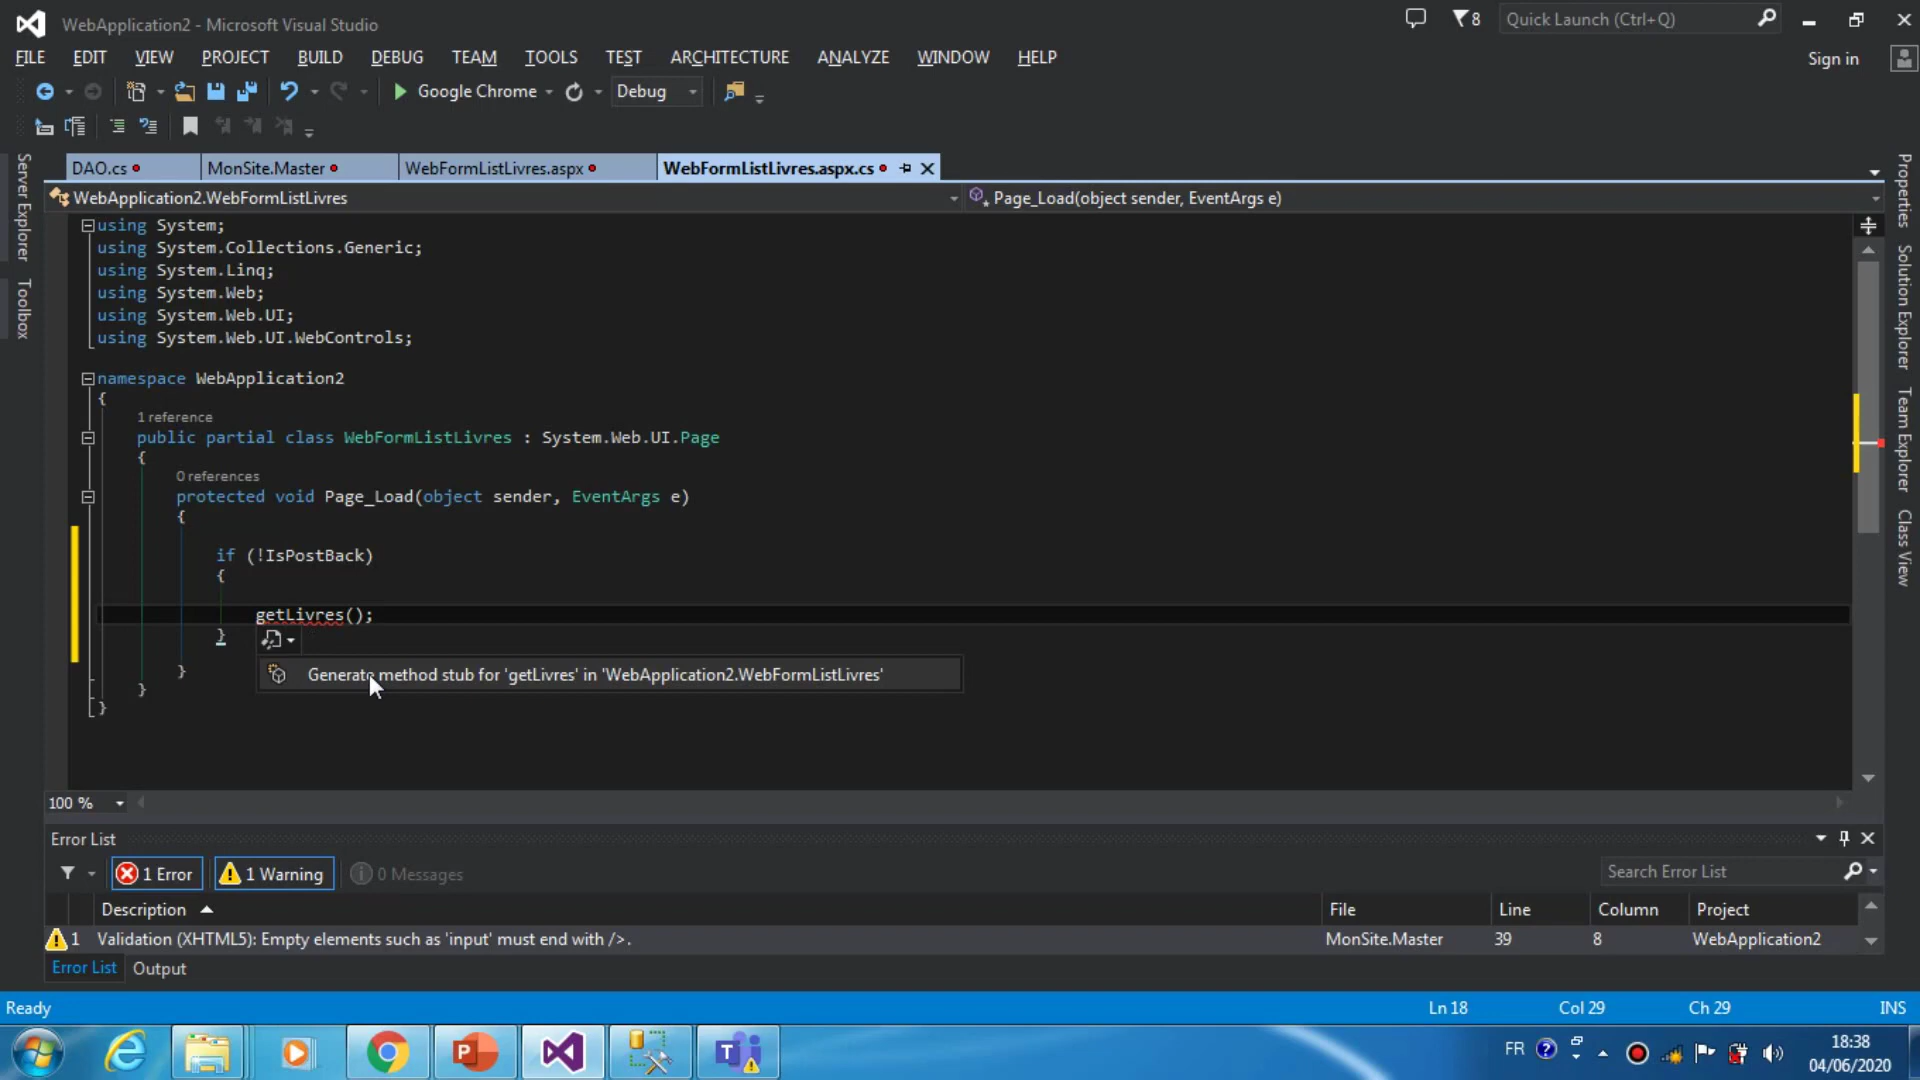 WebApplication2 - Microsoft Visual Studio
8
Quick Launch (Ctrl+Q)
FILE EDIT VIEW PROJECT BUILD DEBUG TEAM TOOLS TEST ARCHITECTURE ANALYZE WINDOW HELP
Sign in
Google Chrome
Debug
DAO.cs
MonSite.Master
WebFormListLivres.aspx
WebFormListLivres.aspx.cs
WebApplication2.WebFormListLivres
Page_Load(object sender, EventArgs e)
Server Explorer
Toolbox
Properties
Solution Explorer
Team Explorer
Class View
using System;
using System.Collections.Generic;
using System.Linq;
using System.Web;
using System.Web.UI;
using System.Web.UI.WebControls;
namespace WebApplication2
{
1 reference
public partial class WebFormListLivres : System.Web.UI.Page
{
0 references
protected void Page_Load(object sender, EventArgs e)
{
if (!IsPostBack)
{
getLivres();
}
Generate method stub for 'getLivres' in 'WebApplication2.WebFormListLivres'
}
}
}
100 %
Error List
1 Error
1 Warning
0 Messages
Search Error List
Description File Line Column Project
1 Validation (XHTML5): Empty elements such as 'input' must end with />. MonSite.Master 39 8 WebApplication2
Error List Output
Ready
Ln 18 Col 29 Ch 29 INS
FR
18:38
04/06/2020